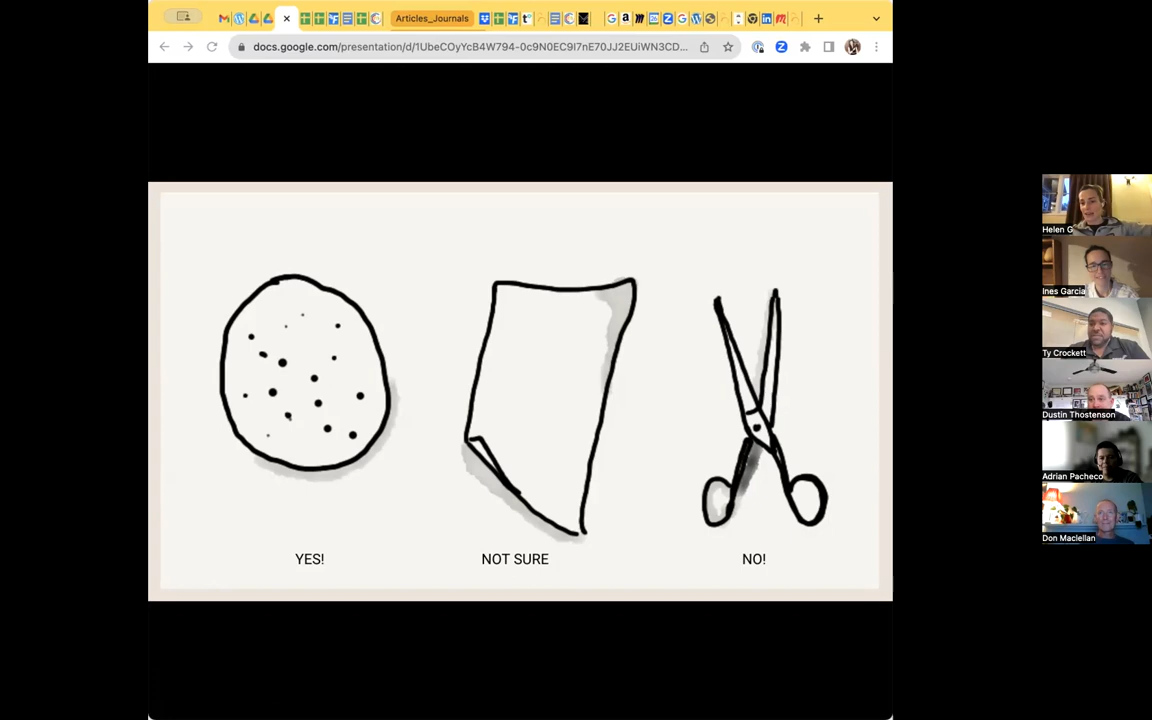 Articles_Journals
docs.google.com/presentation/d/1UbeCOyYcB4W794-0c9N0EC9I7nE70JJ2EUiWN3CD...
Helen G
Ines Garcia
Ty Crockett
Dustin Thostenson
Adrian Pacheco
Don Maclellan
YES!
NOT SURE
NO!